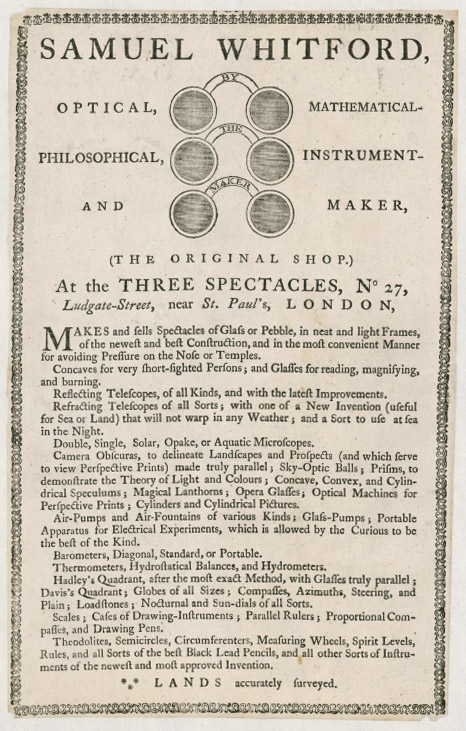 SAMUEL WHITFORD,
BY
OPTICAL, MATHEMATICAL-
THE
PHILOSOPHICAL, INSTRUMENT-
MAKER
AND MAKER,
(THE ORIGINAL SHOP.)
At the THREE SPECTACLES, Nº 27,
Ludgate-Street, near St. Paul's, LONDON,
MAKES and ſells Spectacles of Glaſs or Pebble, in neat and light Frames,
of the neweſt and beſt Conſtruction, and in the moſt convenient Manner
for avoiding Preſſure on the Noſe or Temples.
Concaves for very ſhort-ſighted Perſons; and Glaſſes for reading, magnifying,
and burning.
Reflecting Teleſcopes, of all Kinds, and with the lateſt Improvements.
Refracting Teleſcopes of all Sorts; with one of a New Invention (uſeful
for Sea or Land) that will not warp in any Weather; and a Sort to uſe at ſea
in the Night.
Double, Single, Solar, Opake, or Aquatic Microſcopes.
Camera Obſcuras, to delineate Landſcapes and Proſpects (and which ſerve
to view Perſpective Prints) made truly parallel; Sky-Optic Balls; Priſms, to
demonſtrate the Theory of Light and Colours; Concave, Convex, and Cylin-
drical Speculums; Magical Lanthorns; Opera Glaſſes; Optical Machines for
Perſpective Prints; Cylinders and Cylindrical Pictures.
Air-Pumps and Air-Fountains of various Kinds; Glaſs-Pumps; Portable
Apparatus for Electrical Experiments, which is allowed by the Curious to be
the beſt of the Kind.
Barometers, Diagonal, Standard, or Portable.
Thermometers, Hydroſtatical Balances, and Hydrometers.
Hadley's Quadrant, after the moſt exact Method, with Glaſſes truly parallel;
Davis's Quadrant; Globes of all Sizes; Compaſſes, Azimuths, Steering, and
Plain; Loadſtones; Nocturnal and Sun-dials of all Sorts.
Scales; Caſes of Drawing-Inſtruments; Parallel Rulers; Proportional Com-
paſſes, and Drawing Pens.
Theodolites, Semicircles, Circumferenters, Meaſuring Wheels, Spirit Levels,
Rules, and all Sorts of the beſt Black Lead Pencils, and all other Sorts of Inſtru-
ments of the neweſt and moſt approved Invention.
*⁎* LANDS accurately ſurveyed.